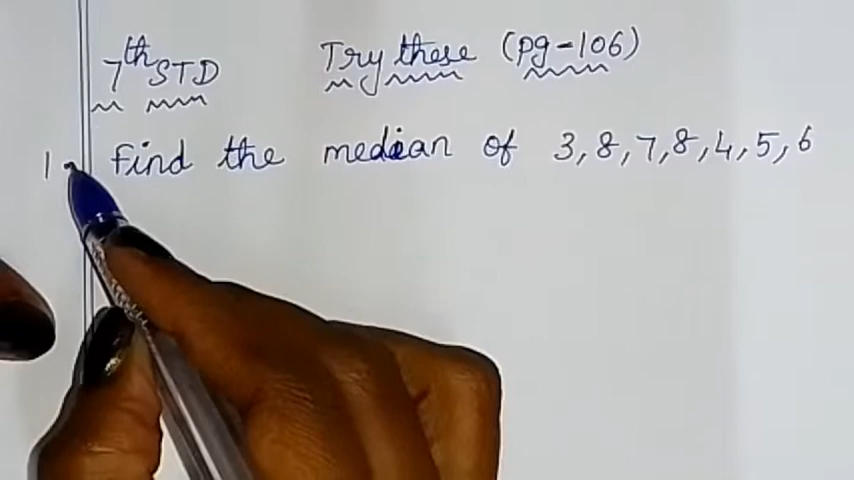 7th STD Try these (pg-106)
1. Find the median of 3,8,7,8,4,5,6